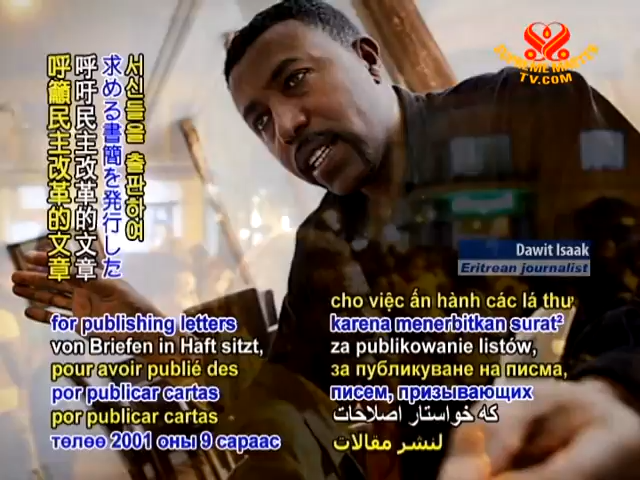 SUPREME MASTER
TV.COM
서신들을 출판하여
求める書簡を発行した
呼吁民主改革的文章
呼籲民主改革的文章
Dawit Isaak
Eritrean journalist
for publishing letters
von Briefen in Haft sitzt,
pour avoir publié des
por publicar cartas
por publicar cartas
төлөө 2001 оны 9 сараас
cho việc ấn hành các lá thư
karena menerbitkan surat²
za publikowanie listów,
за публикуване на писма,
писем, призывающих
که خواستار اصلاحات
لنشر مقالات